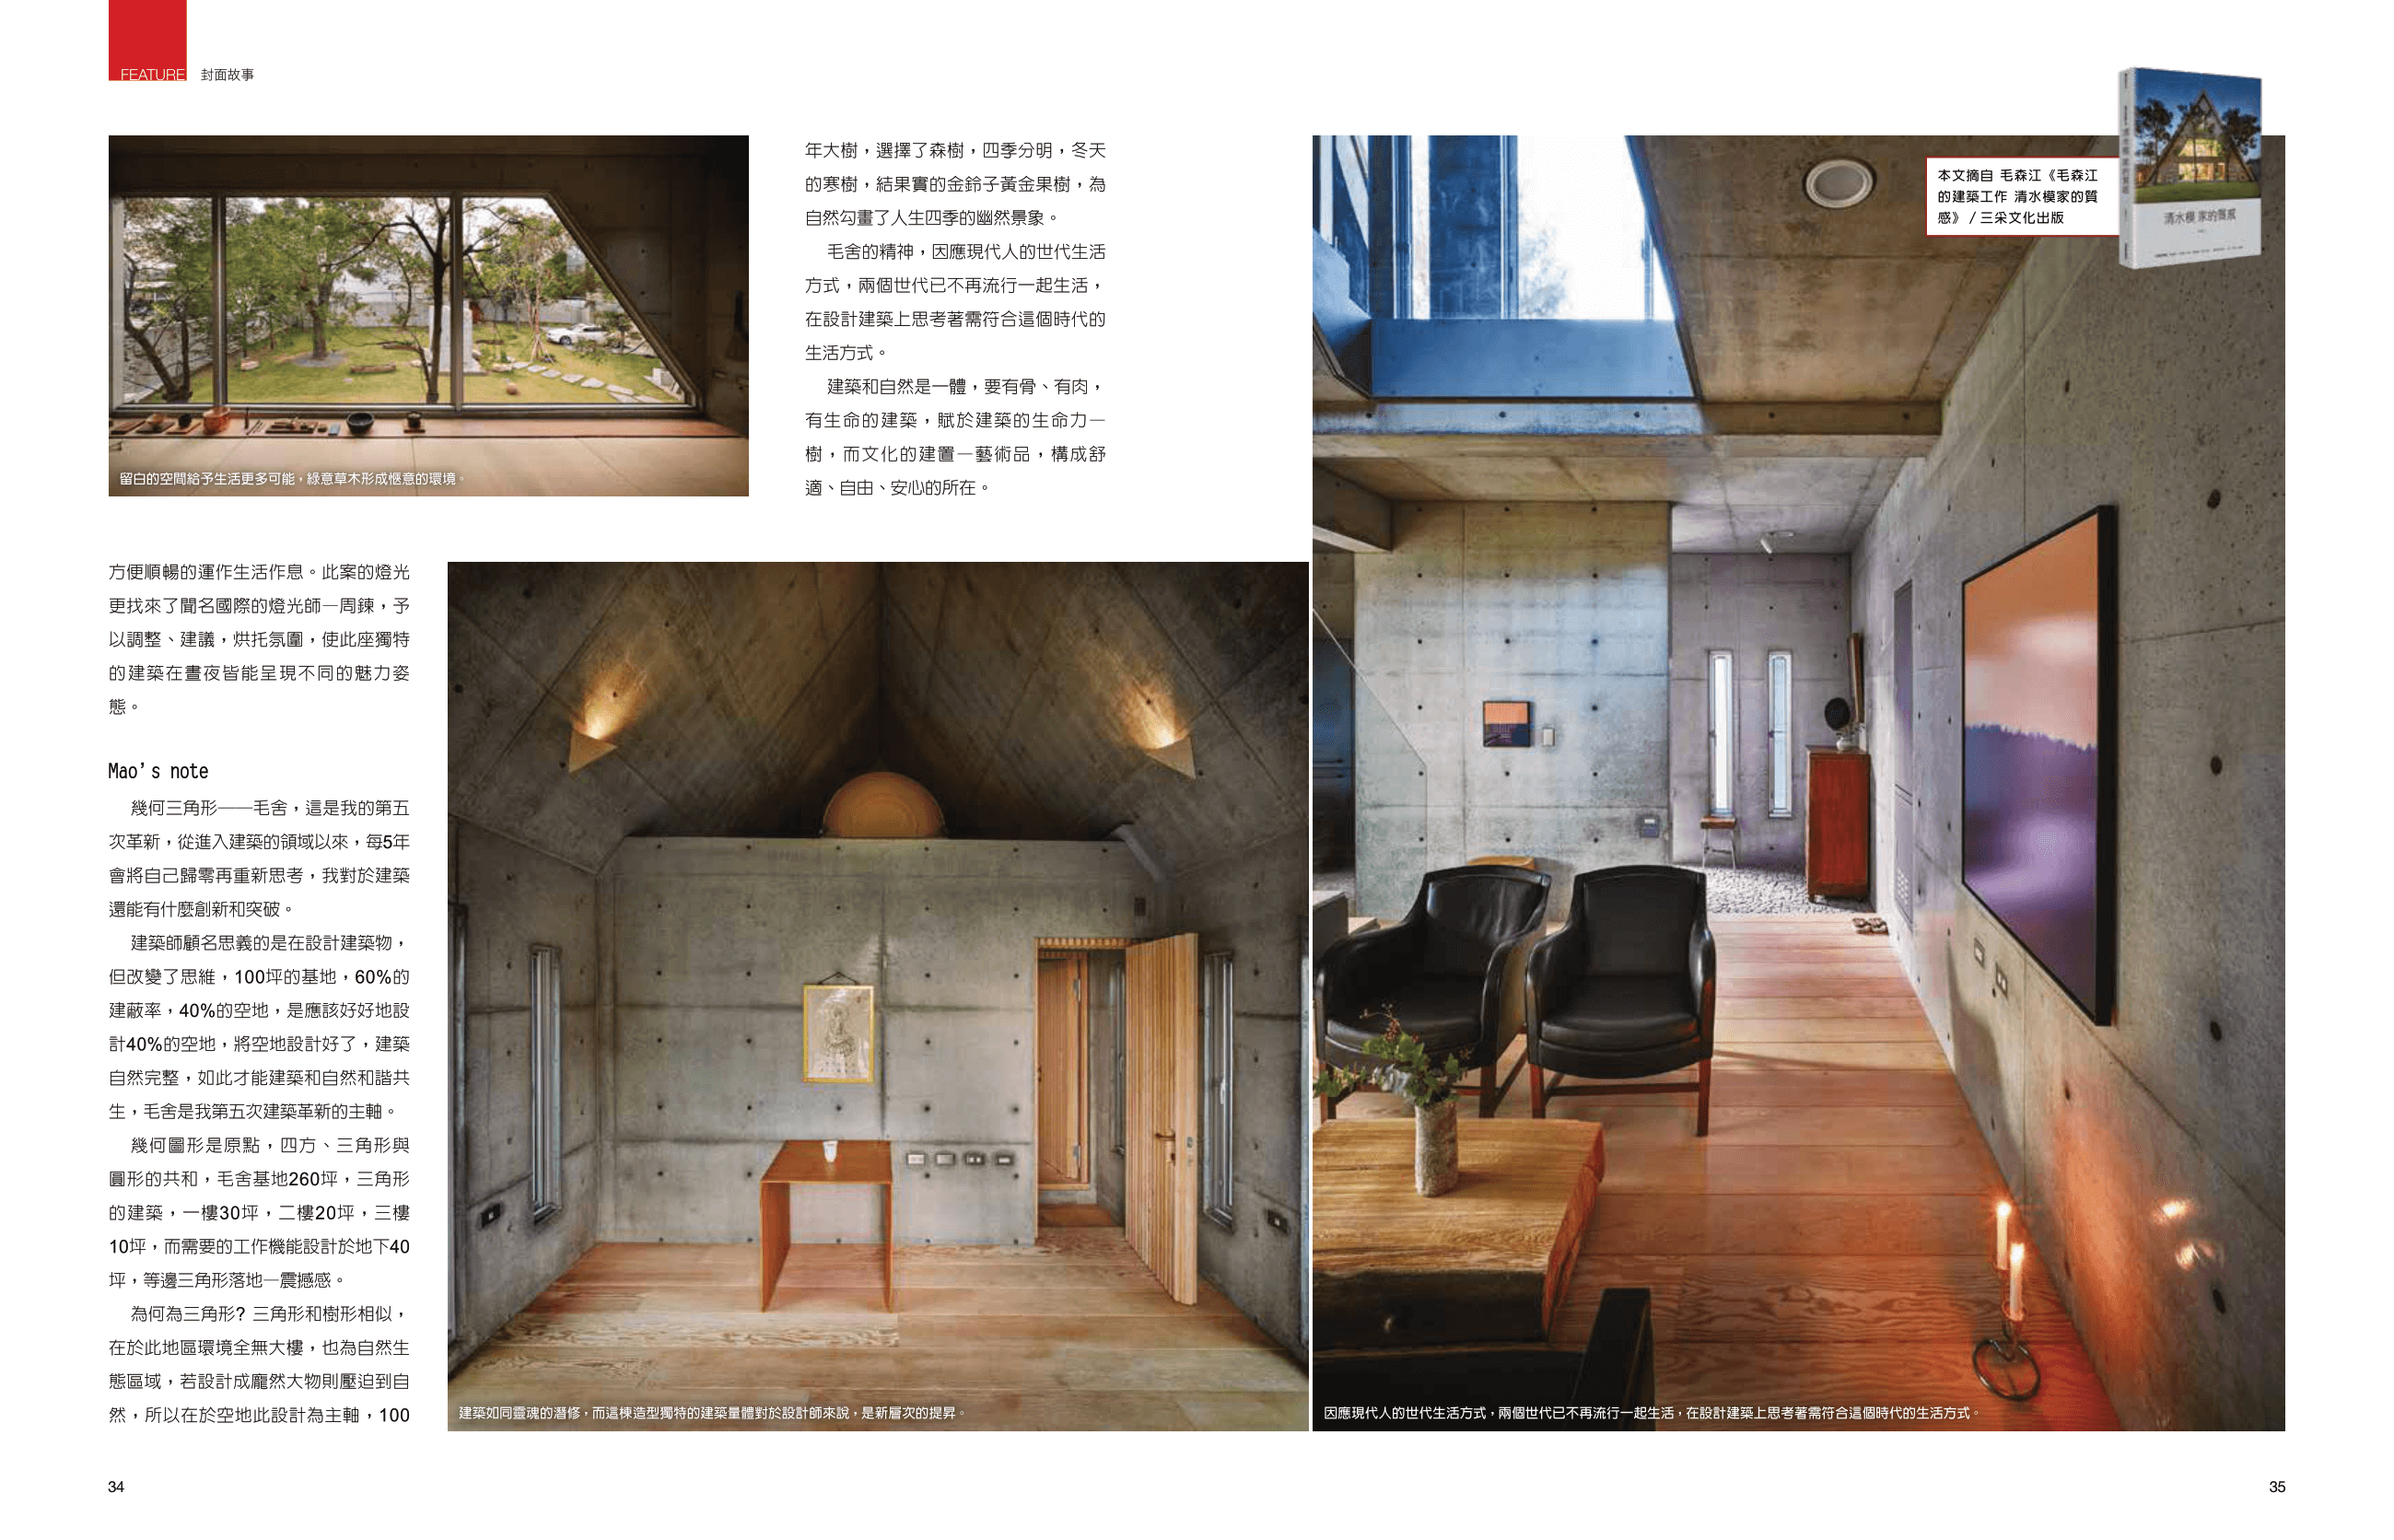 FEATURE 封面故事
留白的空間給予生活更多可能，綠意草木形成愜意的環境。
方便順暢的運作生活作息。此案的燈光
更找來了聞名國際的燈光師—周鍊，予
以調整、建議，烘托氛圍，使此座獨特
的建築在晝夜皆能呈現不同的魅力姿
態。
Mao’s note
幾何三角形──毛舍，這是我的第五
次革新，從進入建築的領域以來，每5年
會將自己歸零再重新思考，我對於建築
還能有什麼創新和突破。
建築師顧名思義的是在設計建築物，
但改變了思維，100坪的基地，60%的
建蔽率，40%的空地，是應該好好地設
計40%的空地，將空地設計好了，建築
自然完整，如此才能建築和自然和諧共
生，毛舍是我第五次建築革新的主軸。
幾何圖形是原點，四方、三角形與
圓形的共和，毛舍基地260坪，三角形
的建築，一樓30坪，二樓20坪，三樓
10坪，而需要的工作機能設計於地下40
坪，等邊三角形落地—震撼感。
為何為三角形? 三角形和樹形相似，
在於此地區環境全無大樓，也為自然生
態區域，若設計成龐然大物則壓迫到自
然，所以在於空地此設計為主軸，100
年大樹，選擇了森樹，四季分明，冬天
的寒樹，結果實的金鈴子黃金果樹，為
自然勾畫了人生四季的幽然景象。
毛舍的精神，因應現代人的世代生活
方式，兩個世代已不再流行一起生活，
在設計建築上思考著需符合這個時代的
生活方式。
建築和自然是一體，要有骨、有肉，
有生命的建築，賦於建築的生命力—
樹，而文化的建置—藝術品，構成舒
適、自由、安心的所在。
建築如同靈魂的潛修，而這棟造型獨特的建築量體對於設計師來說，是新層次的提昇。
本文摘自 毛森江《毛森江
的建築工作 清水模家的質
感》/ 三采文化出版
清水模 家的質感
因應現代人的世代生活方式，兩個世代已不再流行一起生活，在設計建築上思考著需符合這個時代的生活方式。
34
35